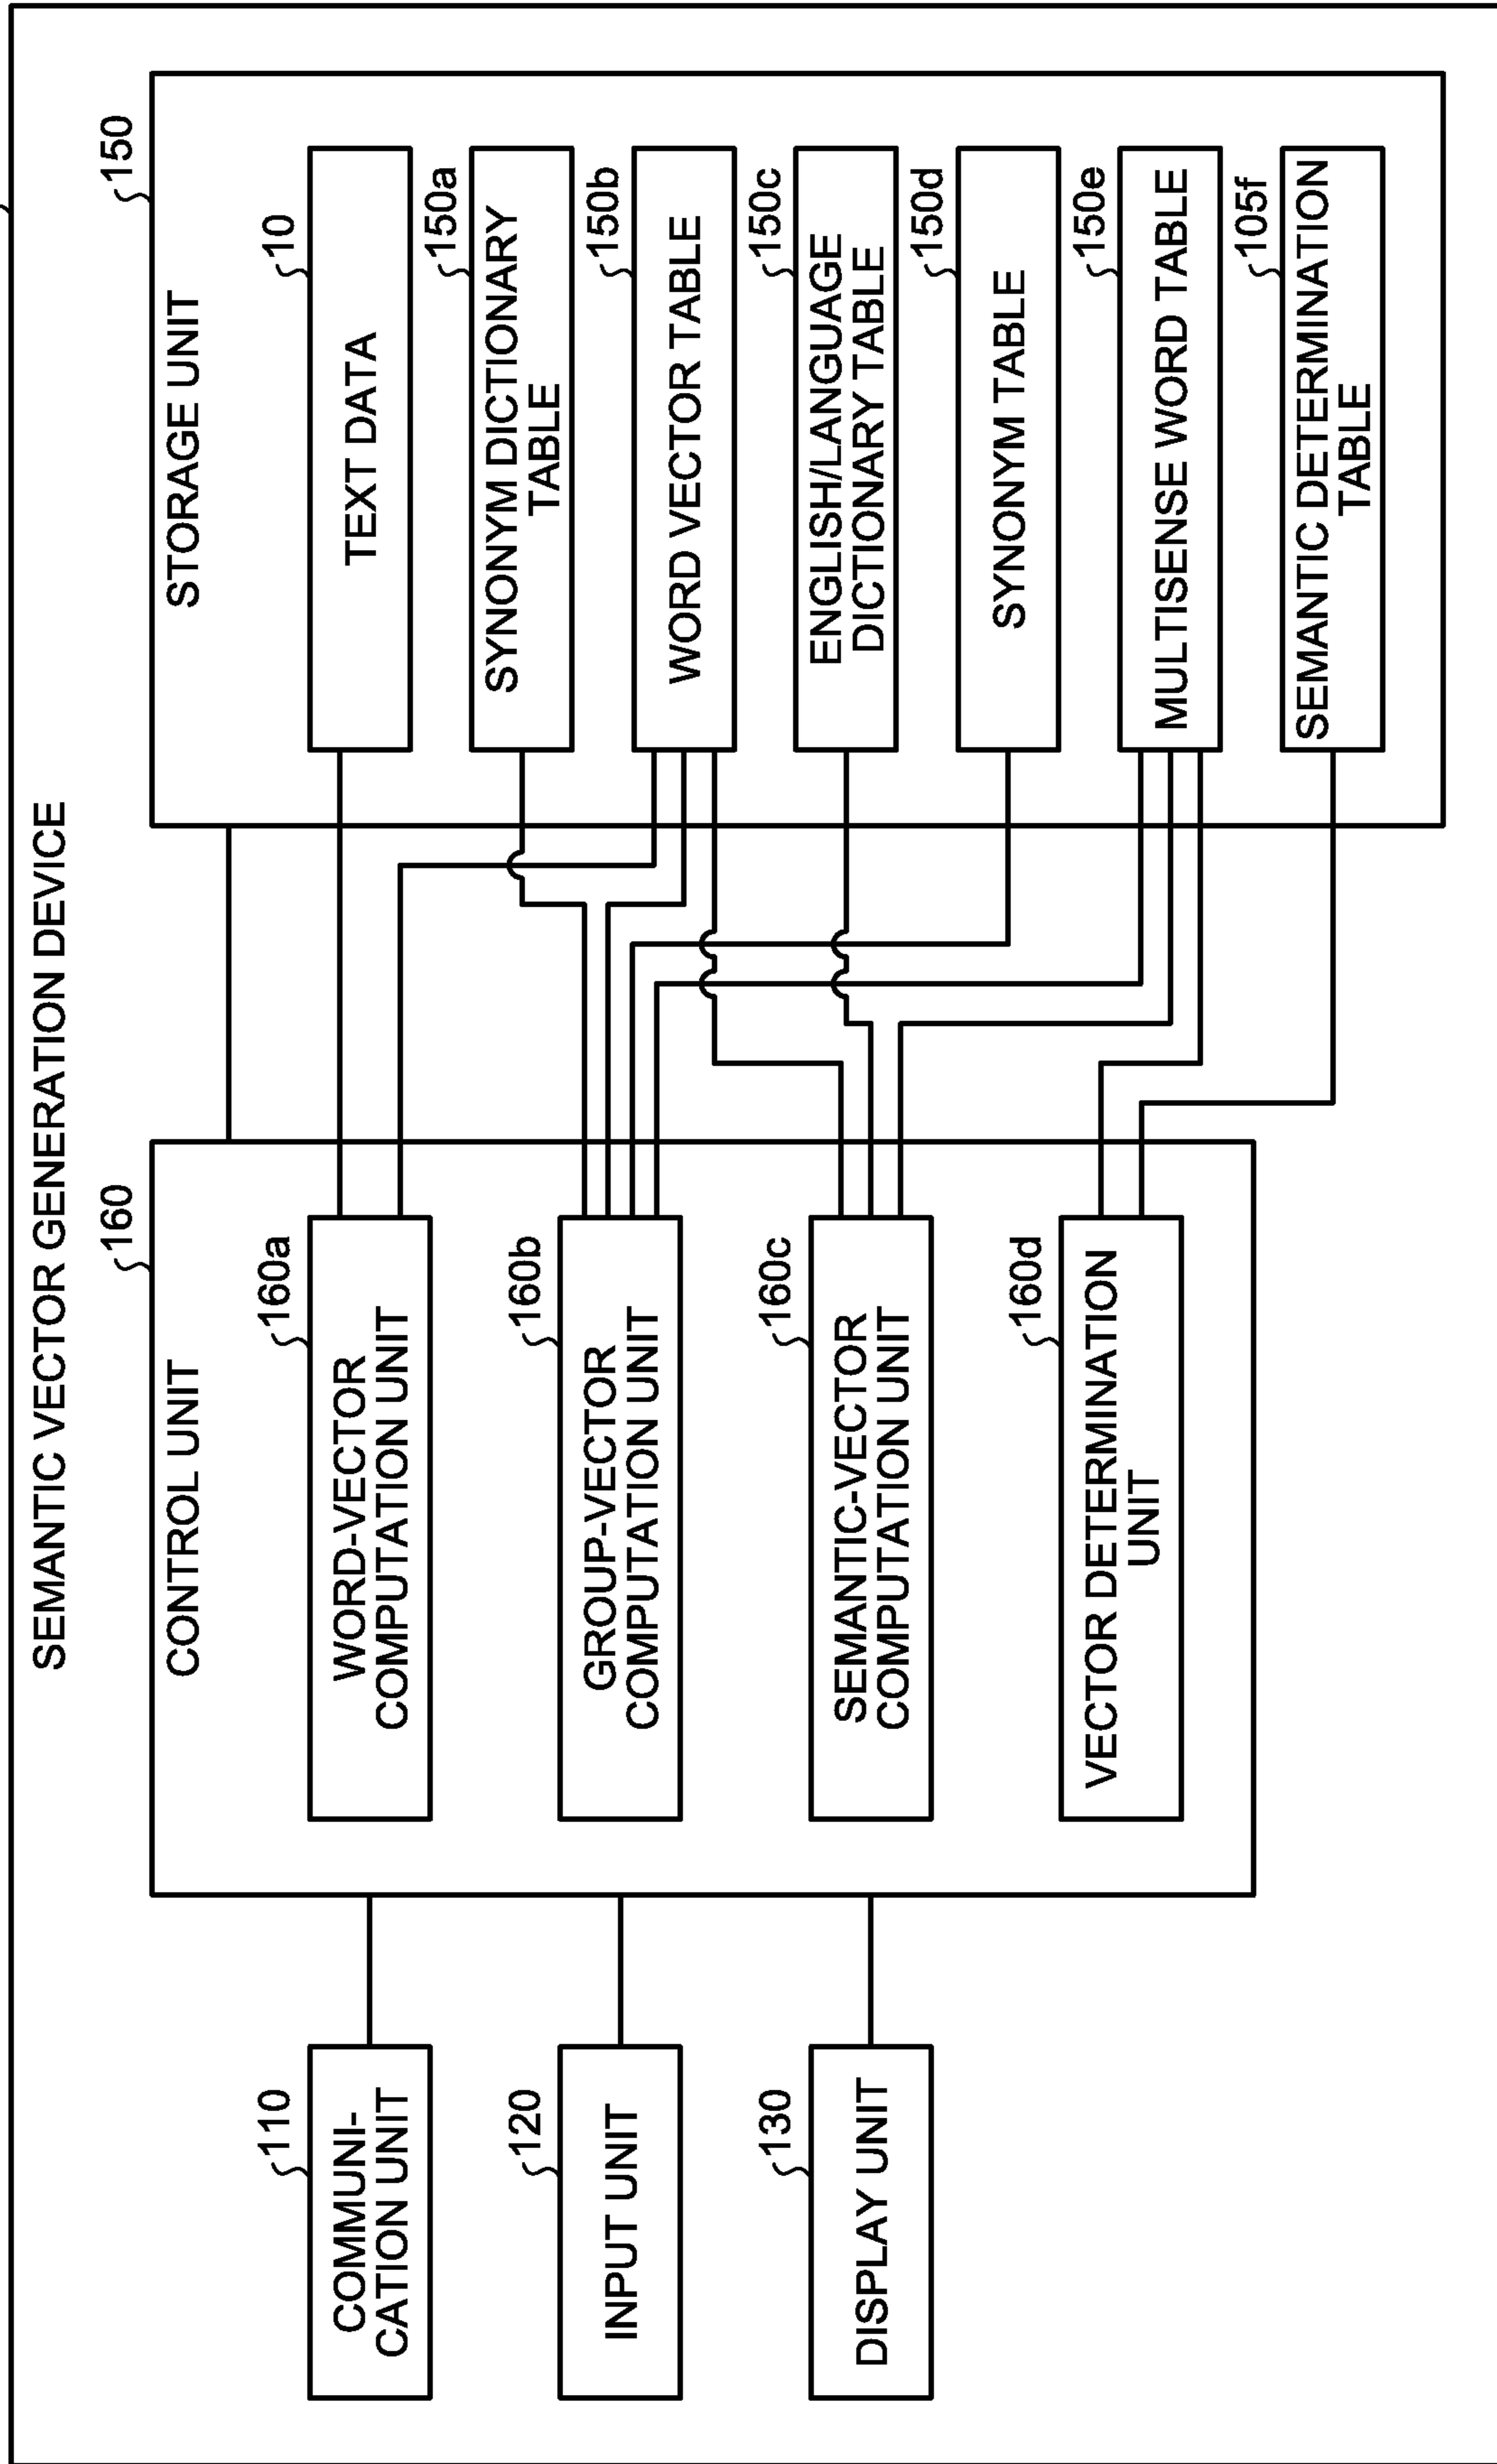 SEMANTIC VECTOR GENERATION DEVICE
110
COMMUNI-
CATION UNIT
120
INPUT UNIT
130
DISPLAY UNIT
160
CONTROL UNIT
160a
WORD-VECTOR
COMPUTATION UNIT
160b
GROUP-VECTOR
COMPUTATION UNIT
160c
SEMANTIC-VECTOR
COMPUTATION UNIT
160d
VECTOR DETERMINATION
UNIT
150
STORAGE UNIT
10
TEXT DATA
150a
SYNONYM DICTIONARY
TABLE
150b
WORD VECTOR TABLE
150c
ENGLISH/LANGUAGE
DICTIONARY TABLE
150d
SYNONYM TABLE
150e
MULTISENSE WORD TABLE
105f
SEMANTIC DETERMINATION
TABLE